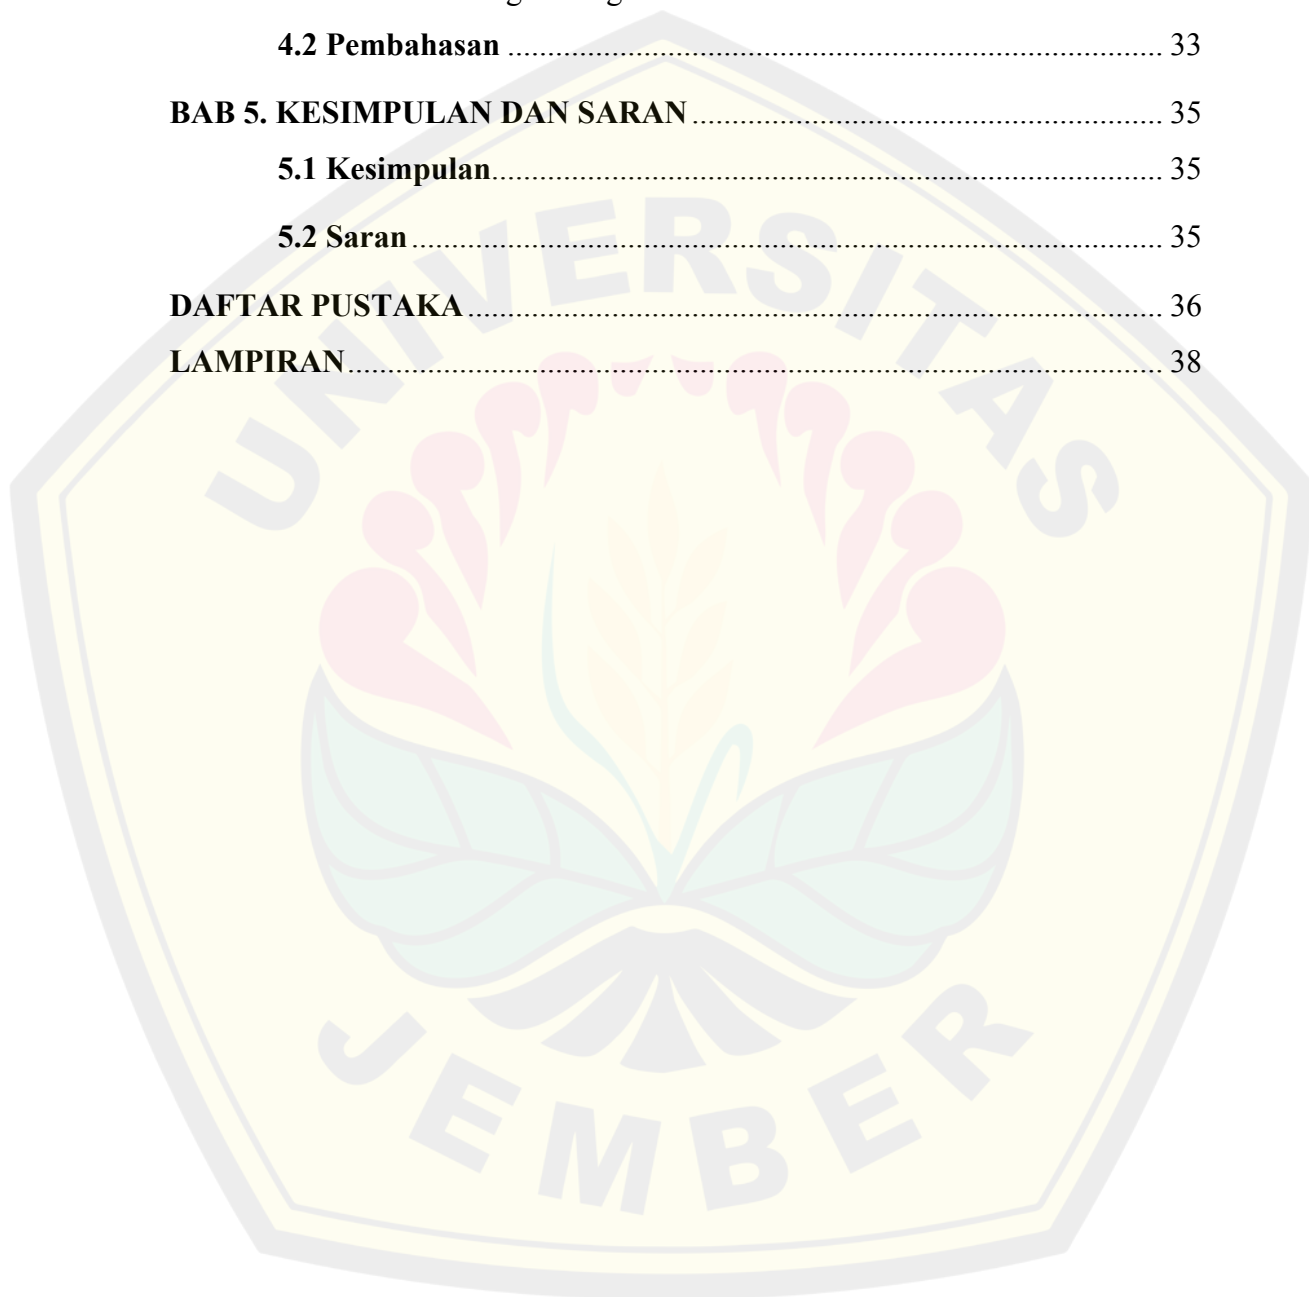 4.2 Pembahasan ................................................................................. 33
BAB 5. KESIMPULAN DAN SARAN .......................................................... 35
5.1 Kesimpulan................................................................................... 35
5.2 Saran ............................................................................................. 35
DAFTAR PUSTAKA ...................................................................................... 36
LAMPIRAN..................................................................................................... 38
UNIVERSITAS
JEMBER